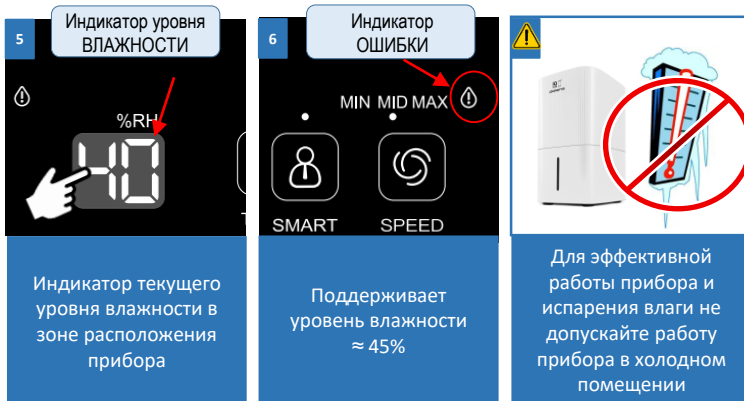 5
Индикатор уровня
ВЛАЖНОСТИ
%RH
40
Индикатор текущего
уровня влажности в
зоне расположения
прибора
6
Индикатор
ОШИБКИ
MIN MID MAX
SMART
SPEED
Поддерживает
уровень влажности
≈ 45%
Для эффективной
работы прибора и
испарения влаги не
допускайте работу
прибора в холодном
помещении